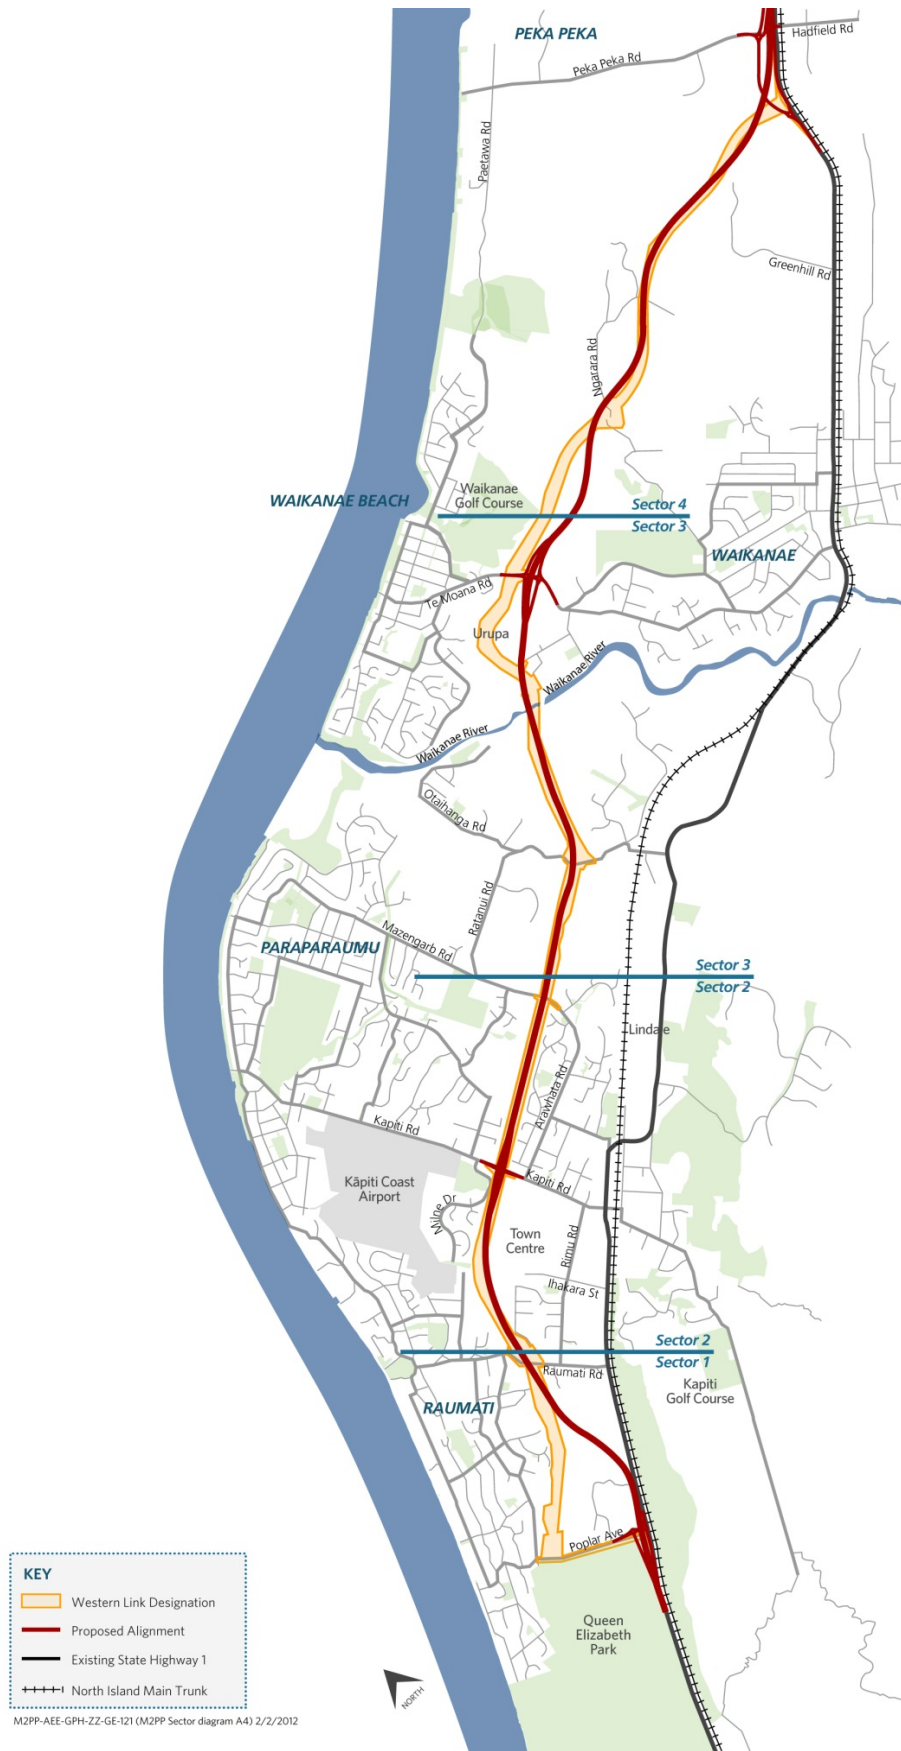 PEKA PEKA
Hadfield Rd
Peka Peka Rd
Paetawa Rd
Greenhill Rd
Ngarara Rd
Waikanae
Golf Course
WAIKANAE BEACH
Sector 4
Sector 3
WAIKANAE
Te Moana Rd
Urupa
Waikanae River
Waikanae River
Otaihanga Rd
Ratanui Rd
Mazengarb Rd
PARAPARAUMU
Sector 3
Sector 2
Lindale
Arawhata Rd
Kapiti Rd
Kāpiti Coast
Airport
Kapiti Rd
Milne Dr
Town
Centre
Rimu Rd
Ihakara St
Sector 2
Sector 1
Raumati Rd
Kapiti
Golf Course
RAUMATI
Poplar Ave
Queen
Elizabeth
Park
KEY
Western Link Designation
Proposed Alignment
Existing State Highway 1
North Island Main Trunk
NORTH
M2PP-AEE-GPH-ZZ-GE-121 (M2PP Sector diagram A4) 2/2/2012